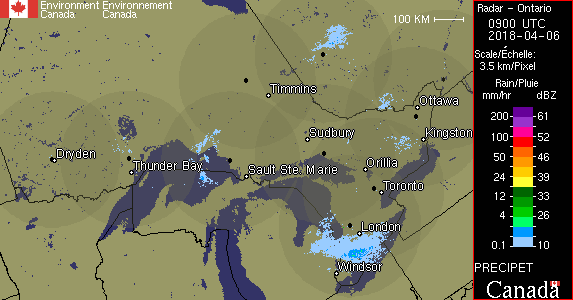 Environment Environnement
Canada Canada
100 KM
Timmins
Ottawa
Sudbury
Kingston
Dryden
Thunder Bay
Sault Ste. Marie
Orillia
Toronto
London
Windsor
Radar - Ontario
0900 UTC
2018-04-06
Scale/Échelle:
3.5 km/Pixel
Rain/Pluie
mm/hr dBZ
200 61
100 52
50 46
24 39
12 33
4 26
0.1 10
PRECIPET
Canada